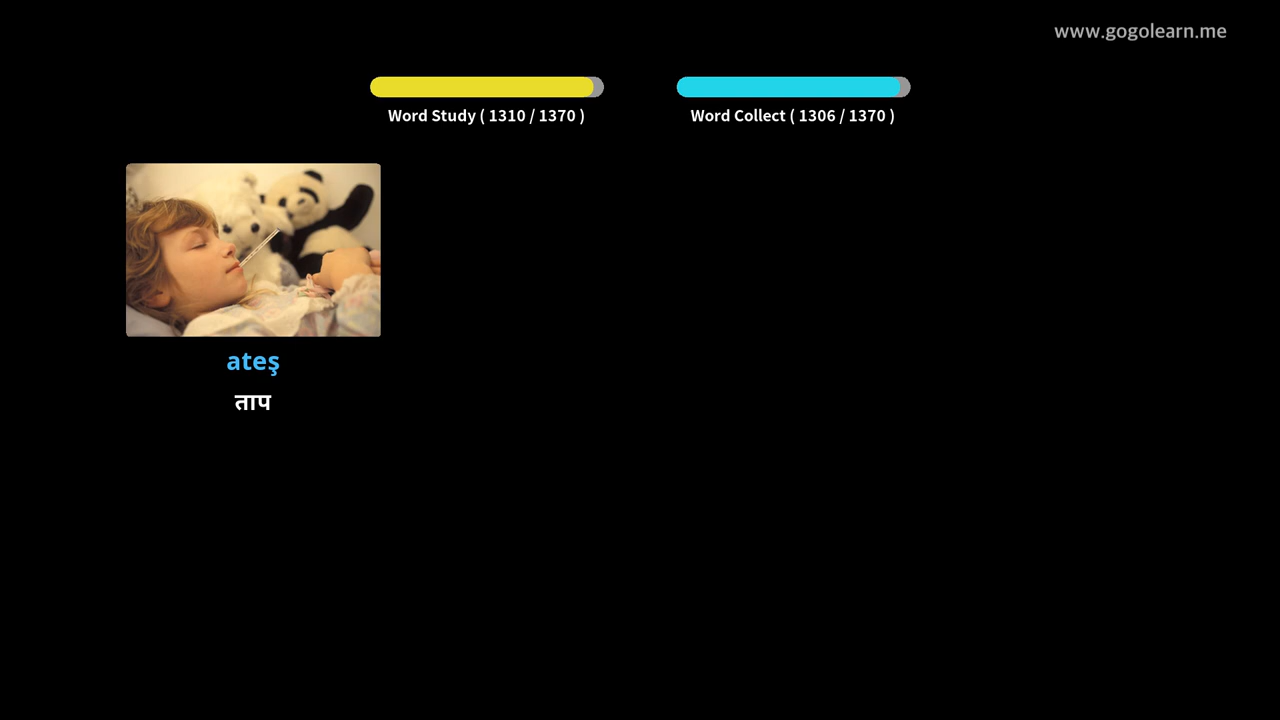 www.gogolearn.me
Word Study ( 1310 / 1370 )
Word Collect ( 1306 / 1370 )
ateş
ताप